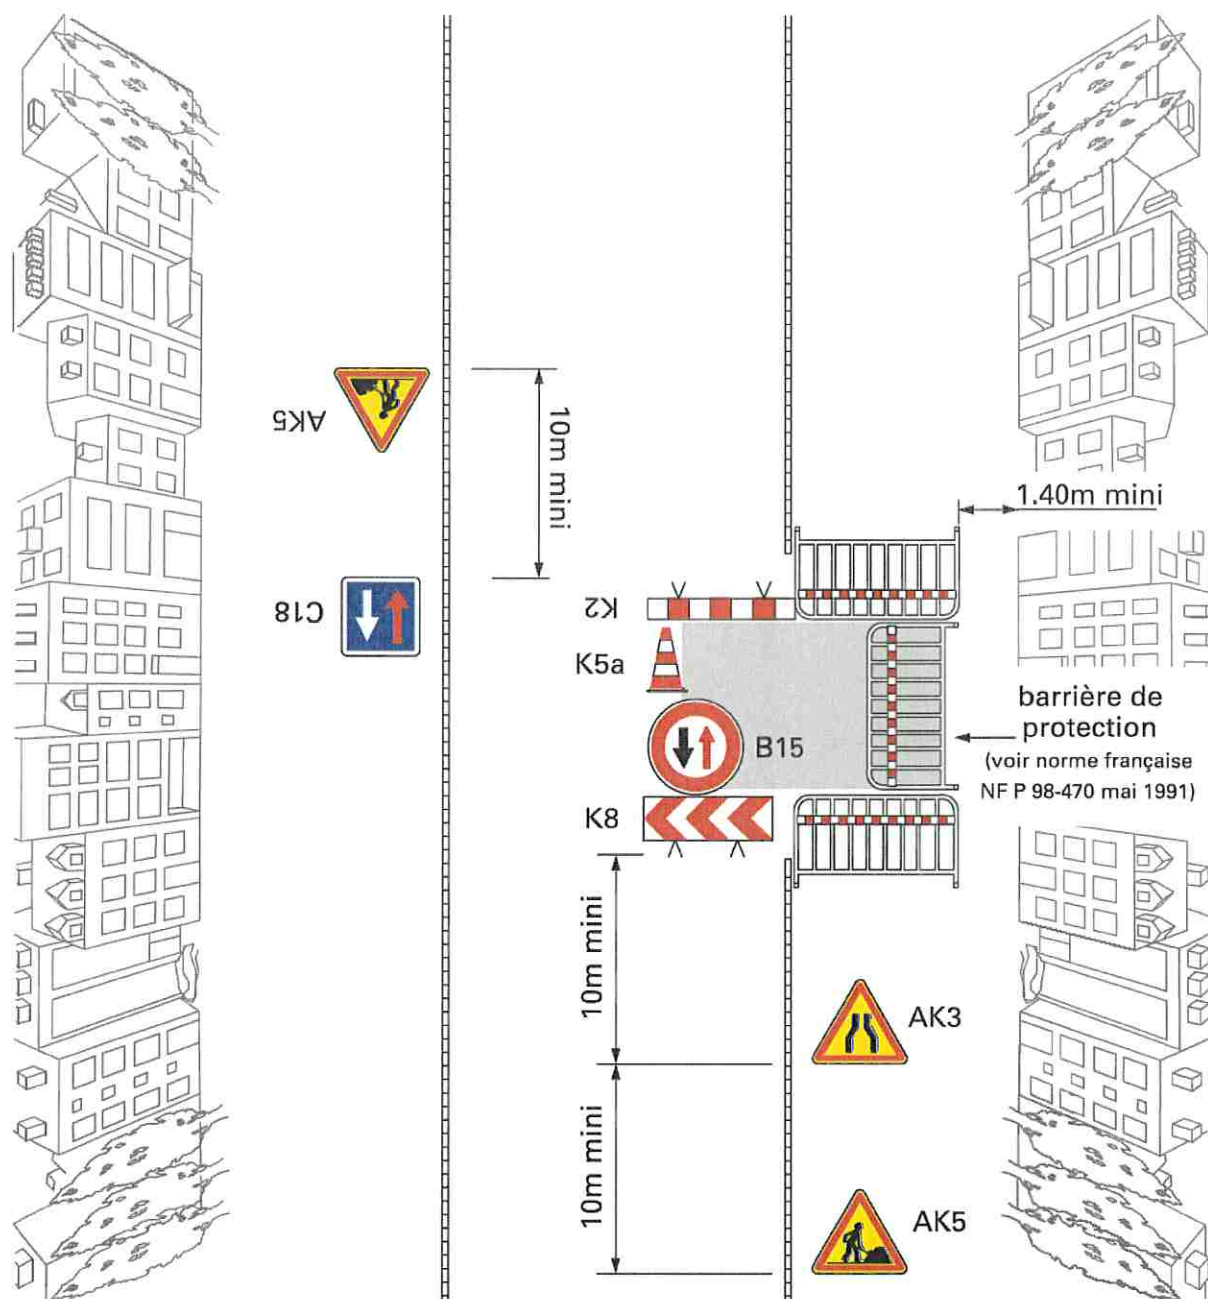 AK5
10m mini
1.40m mini
C18
K2
K5a
barrière de
protection
(voir norme française
NF P 98-470 mai 1991)
B15
K8
10m mini
AK3
10m mini
AK5